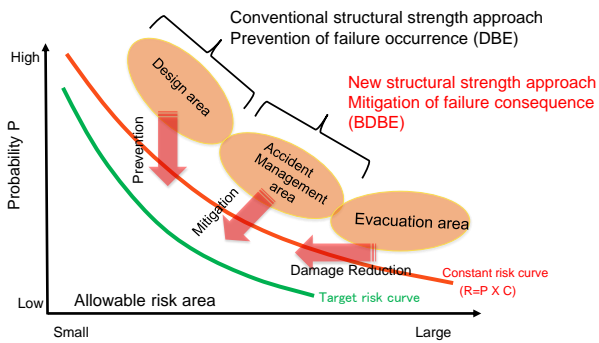 Conventional structural strength approach
Prevention of failure occurrence (DBE)
New structural strength approach
Mitigation of failure consequence
(BDBE)
High
Probability P
Low
Design area
Accident
Management
area
Evacuation area
Prevention
Mitigation
Damage Reduction
Constant risk curve
(R=P X C)
Target risk curve
Allowable risk area
Small
Large